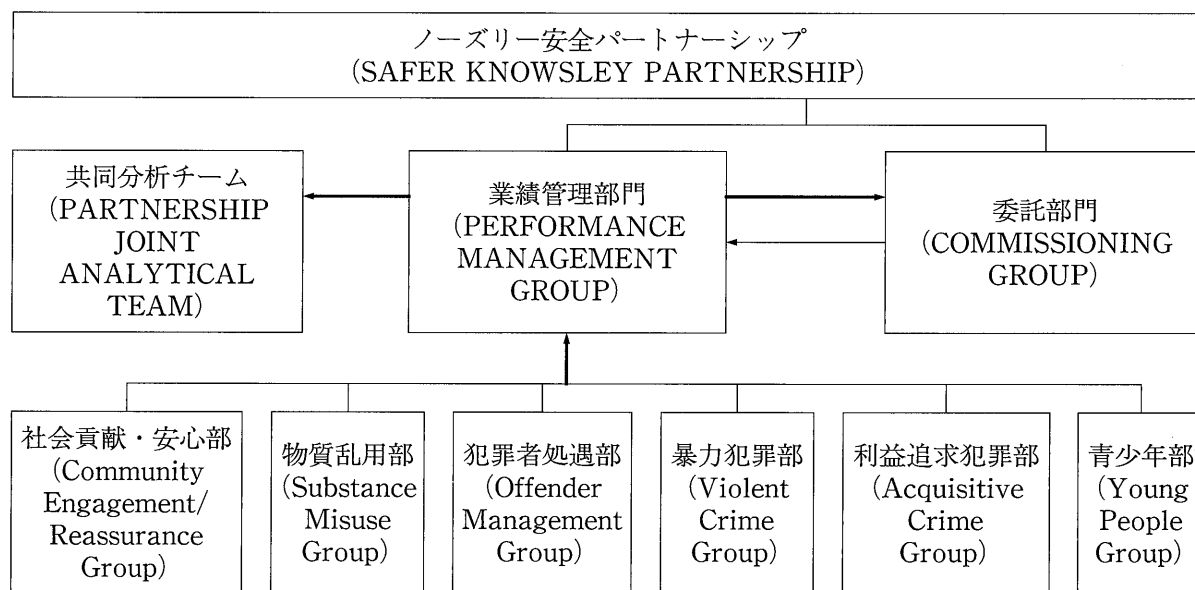 ノーズリー安全パートナーシップ
(SAFER KNOWSLEY PARTNERSHIP)
共同分析チーム
(PARTNERSHIP
JOINT
ANALYTICAL
TEAM)
業績管理部門
(PERFORMANCE
MANAGEMENT
GROUP)
委託部門
(COMMISSIONING
GROUP)
社会貢献・安心部
(Community
Engagement/
Reassurance
Group)
物質乱用部
(Substance
Misuse
Group)
犯罪者処遇部
(Offender
Management
Group)
暴力犯罪部
(Violent
Crime
Group)
利益追求犯罪部
(Acquisitive
Crime
Group)
青少年部
(Young
People
Group)